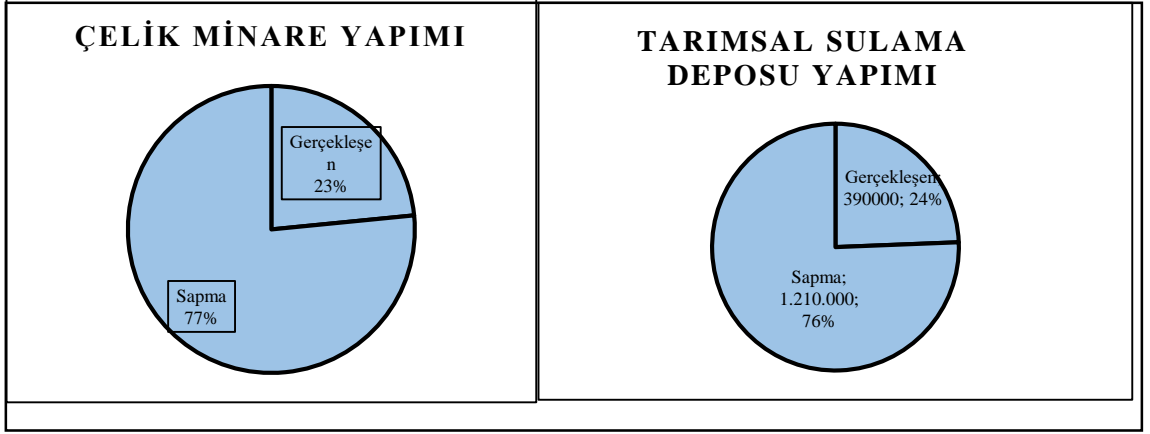 ÇELİK MİNARE YAPIMI
Gerçekleşe
n
23%
Sapma
77%
TARIMSAL SULAMA
DEPOSU YAPIMI
Gerçekleşen;
390000; 24%
Sapma;
1.210.000;
76%